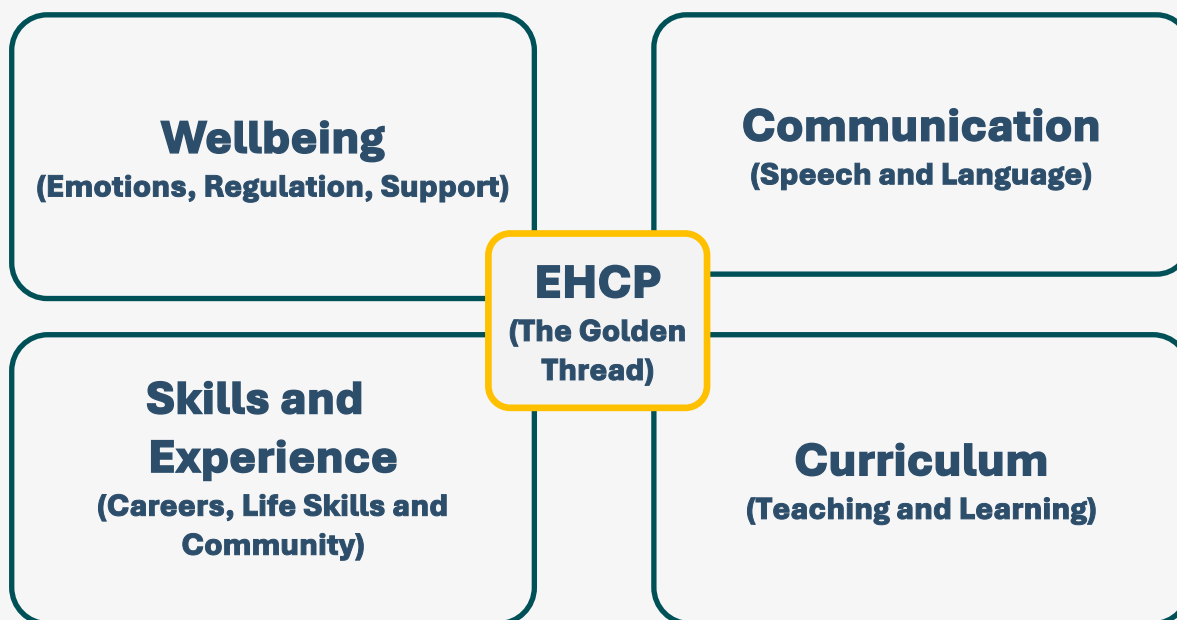 Wellbeing
(Emotions, Regulation, Support)
Communication
(Speech and Language)
EHCP
(The Golden
Thread)
Skills and
Experience
(Careers, Life Skills and
Community)
Curriculum
(Teaching and Learning)